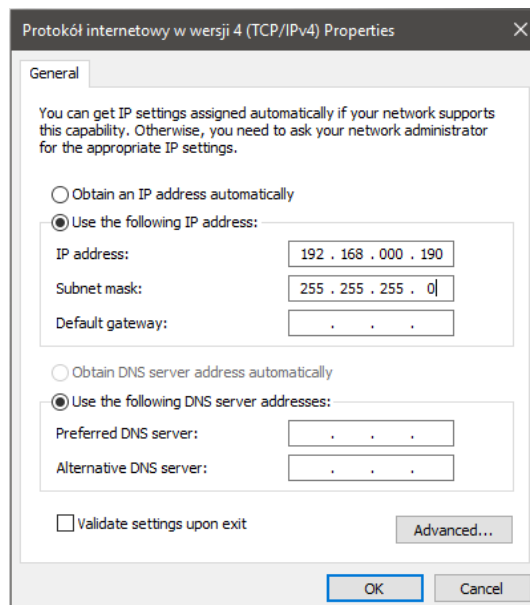 Protokół internetowy w wersji 4 (TCP/IPv4) Properties
General
You can get IP settings assigned automatically if your network supports
this capability. Otherwise, you need to ask your network administrator
for the appropriate IP settings.
Obtain an IP address automatically
Use the following IP address:
IP address: 192 . 168 . 000 . 190
Subnet mask: 255 . 255 . 255 . 0
Default gateway: . . .
Obtain DNS server address automatically
Use the following DNS server addresses:
Preferred DNS server: . . .
Alternative DNS server: . . .
Validate settings upon exit
Advanced...
OK Cancel